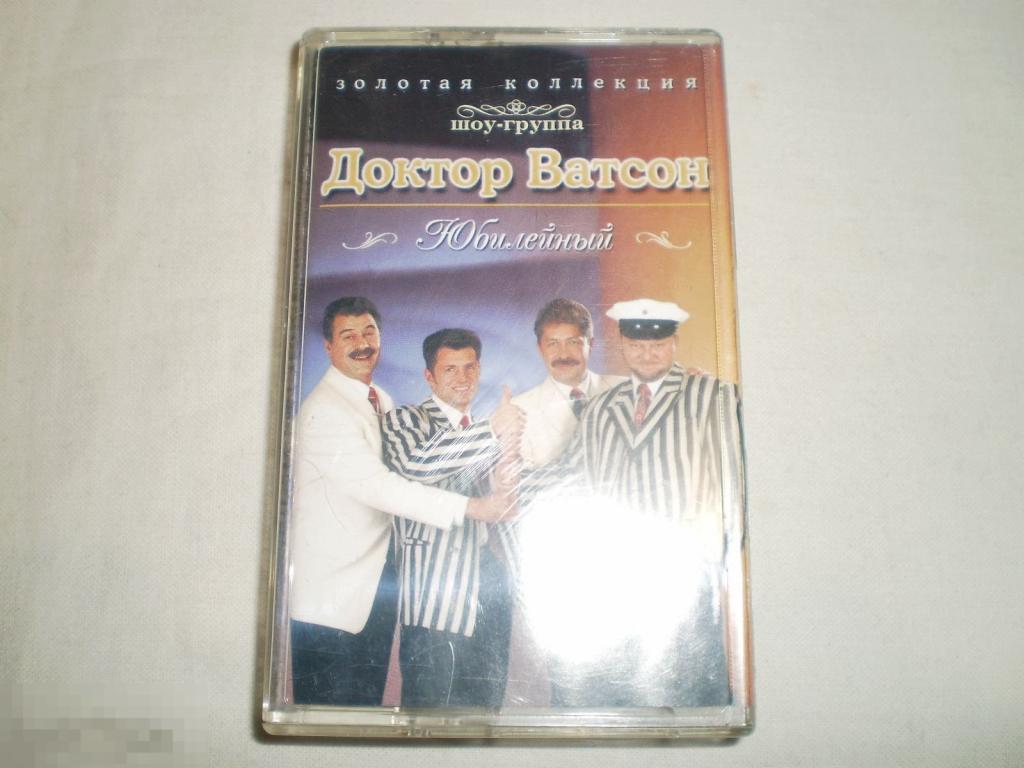 золотая коллекция
шоу-группа
Доктор Ватсон
Юбилейный